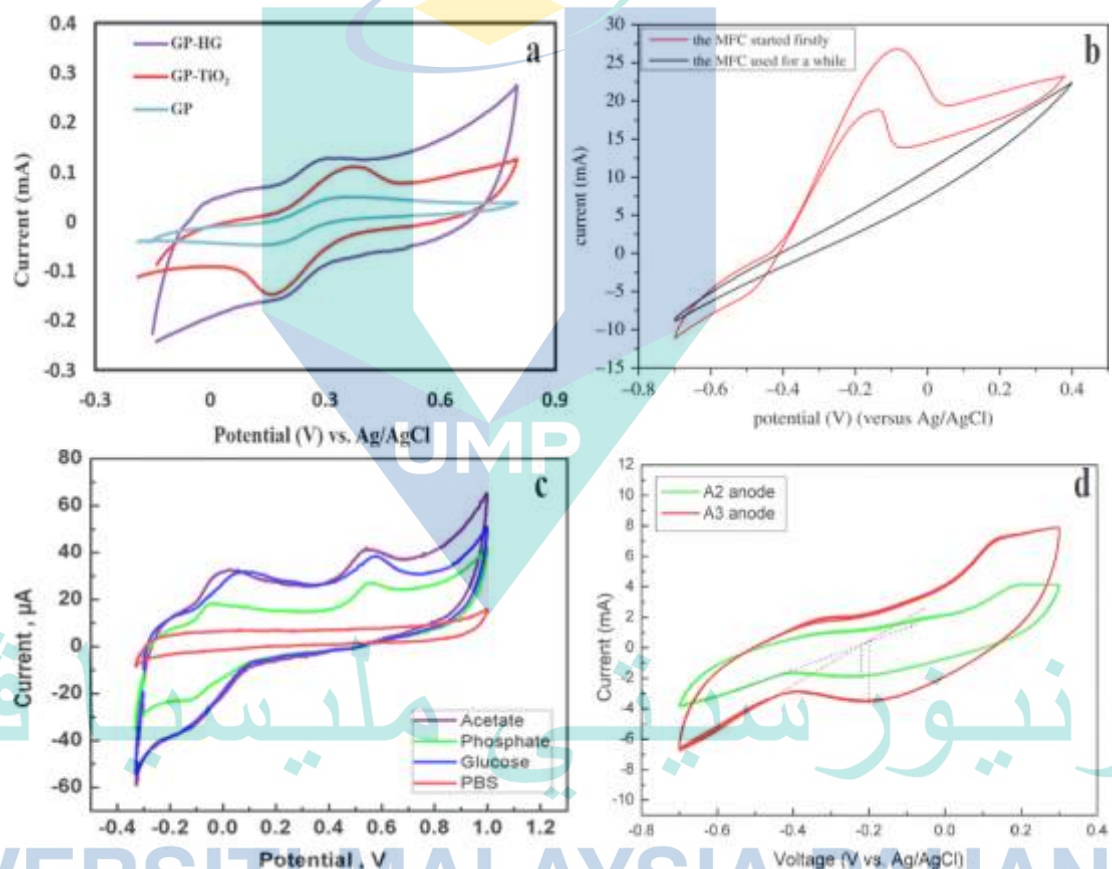 a
GP-HG
GP-TiO₂
GP
0.4
0.3
0.2
0.1
0
-0.1
-0.2
-0.3
Current (mA)
-0.3 0 0.3 0.6 0.9
Potential (V) vs. Ag/AgCl
b
the MFC started firstly
the MFC used for a while
30
25
20
15
10
5
0
−5
−10
−15
current (mA)
−0.8 −0.6 −0.4 −0.2 0 0.2 0.4
potential (V) (versus Ag/AgCl)
UMP
c
80
60
40
20
0
-20
-40
-60
Current , µA
Acetate
Phosphate
Glucose
PBS
-0.4 -0.2 0.0 0.2 0.4 0.6 0.8 1.0 1.2
Potential , V
d
A2 anode
A3 anode
12
10
8
6
4
2
0
-2
-4
-6
-8
-10
Current (mA)
-0.8 -0.4 0.0 0.2 0.4
Voltage (V vs. Ag/AgCl)
مليسيا